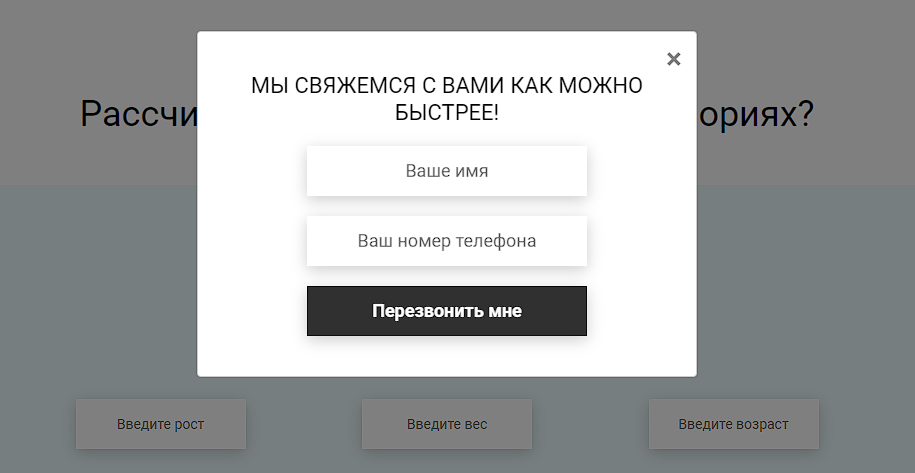 ×
МЫ СВЯЖЕМСЯ С ВАМИ КАК МОЖНО
БЫСТРЕЕ!
Рассчи
ориях?
Ваше имя
Ваш номер телефона
Перезвонить мне
Введите рост
Введите вес
Введите возраст